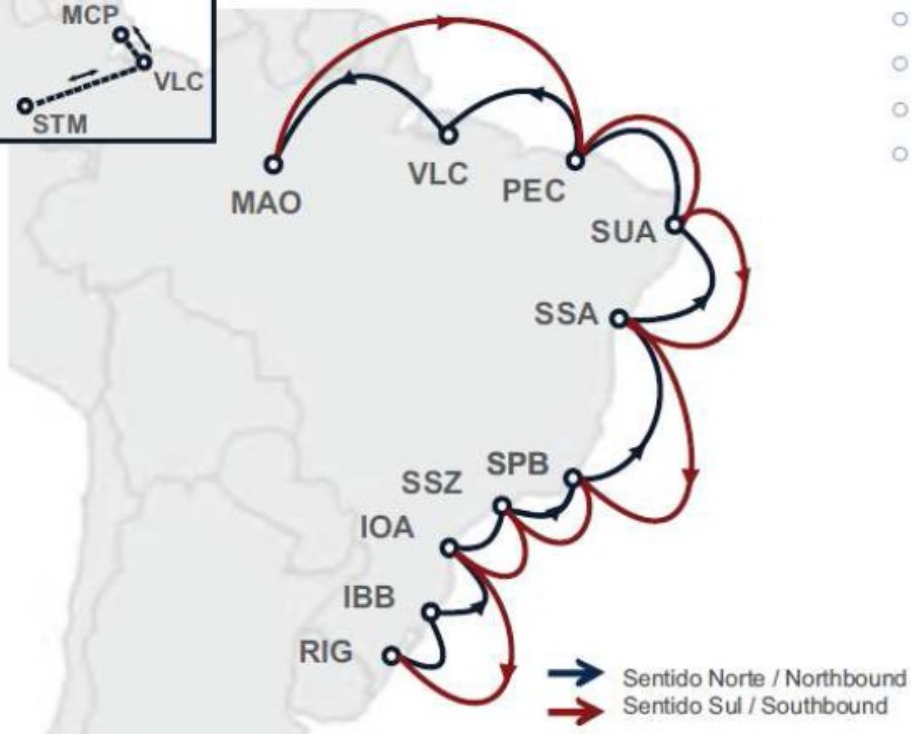 MCP
VLC
STM
MAO
VLC
PEC
SUA
SSA
SPB
SSZ
IOA
IBB
RIG
Sentido Norte / Northbound
Sentido Sul / Southbound